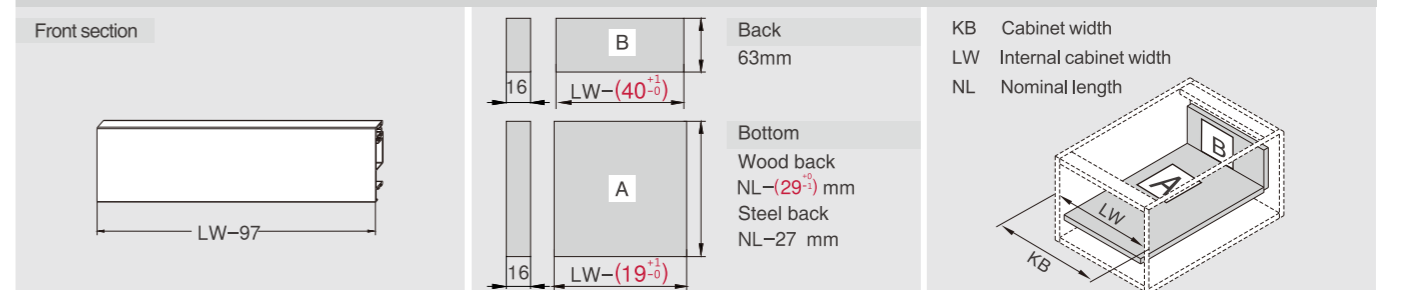 Front section
LW–97
B
16
LW–(40+1-0)
Back
63mm
A
16
LW-(19+1-0)
Bottom
Wood back
NL–(29+0-1) mm
Steel back
NL–27 mm
KB Cabinet width
LW Internal cabinet width
NL Nominal length
B
A
LW
KB